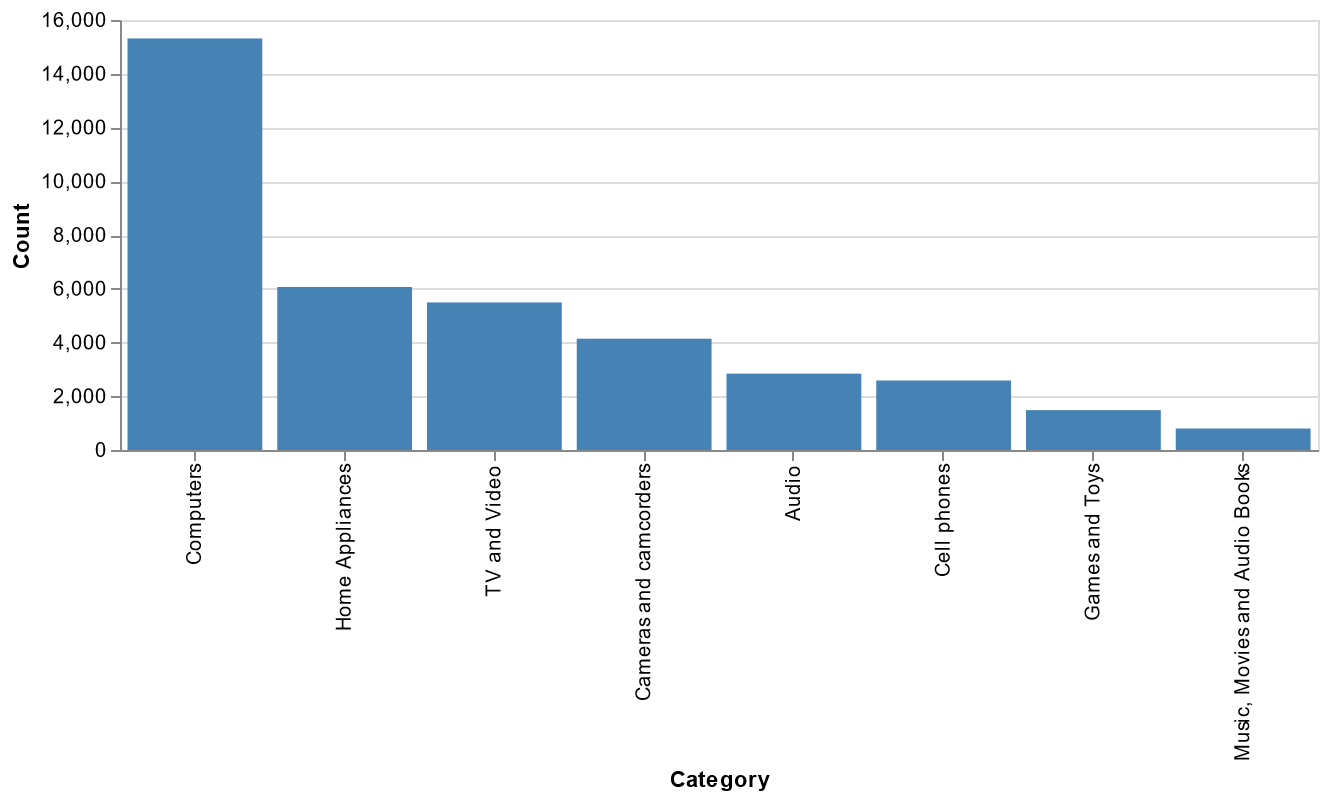 16,000
14,000
12,000
10,000
8,000
6,000
4,000
2,000
0
Count
Computers
Home Appliances
TV and Video
Cameras and camcorders
Audio
Cell phones
Games and Toys
Music, Movies and Audio Books
Category